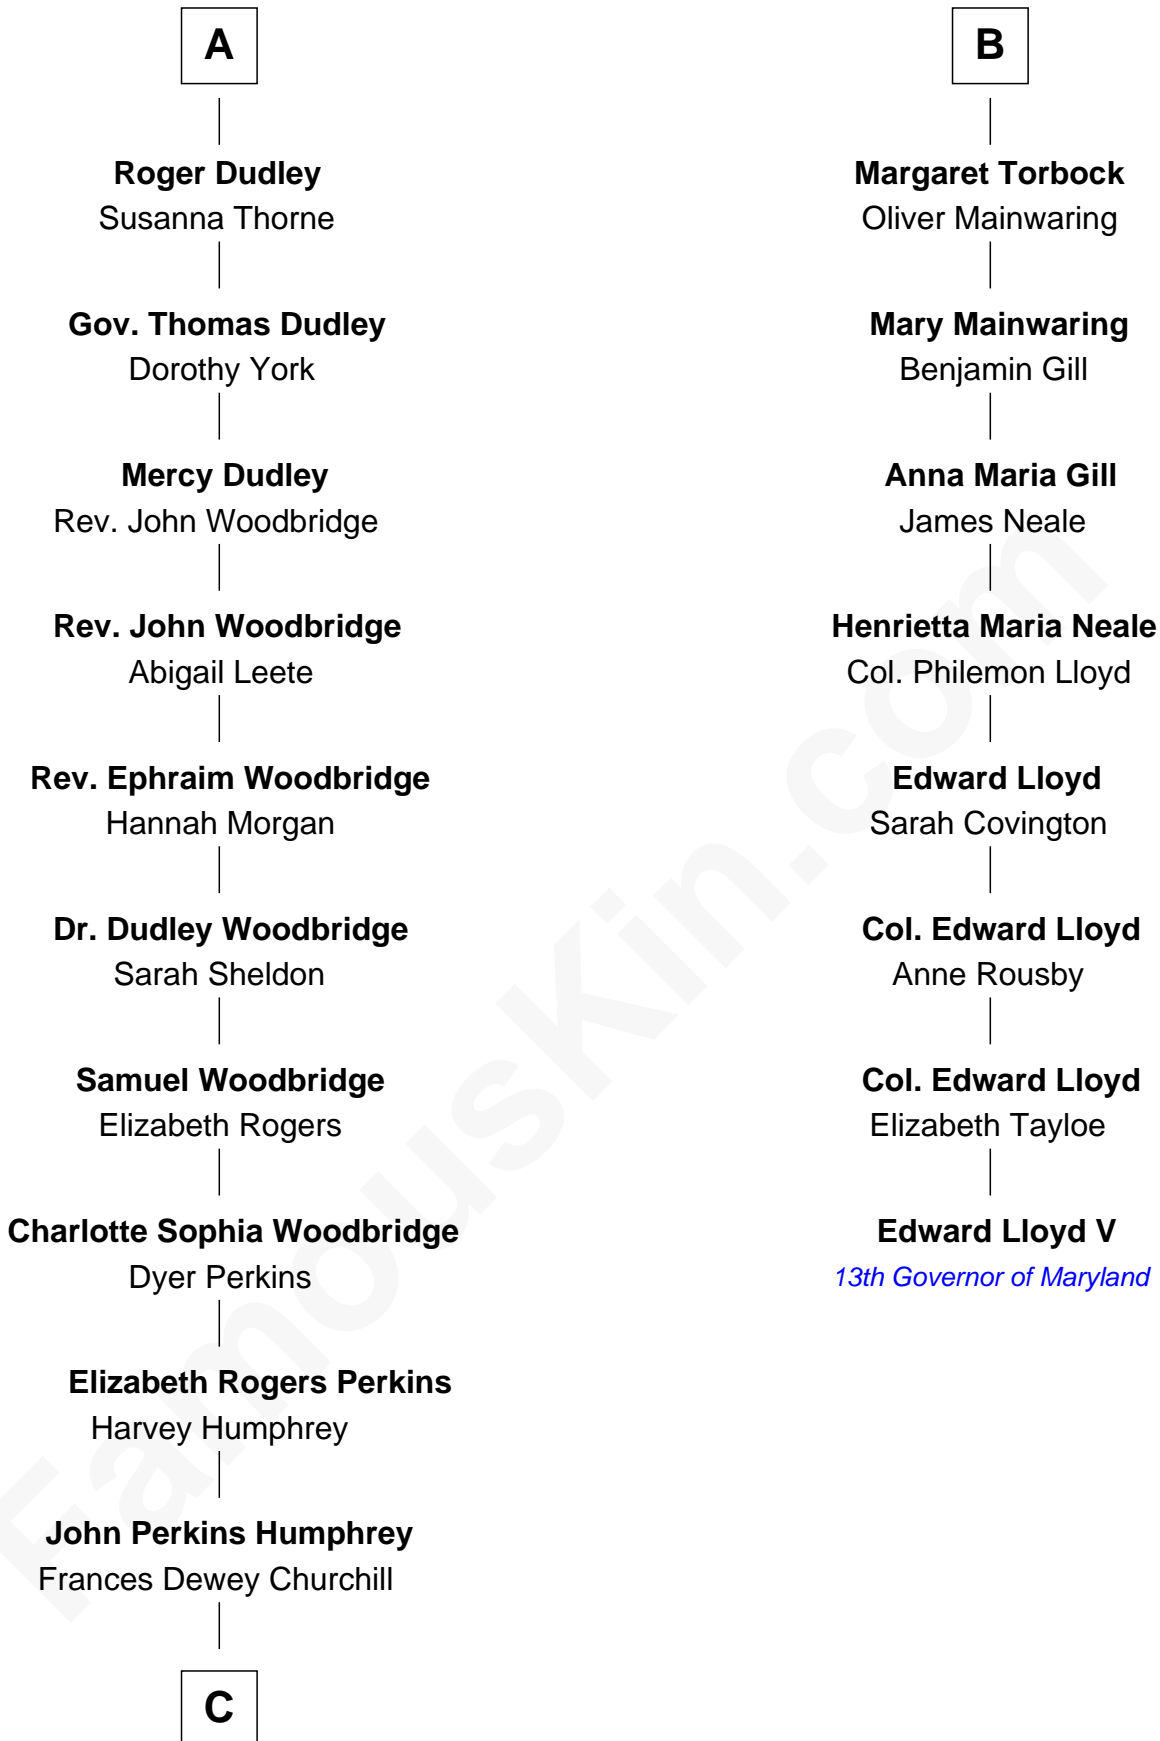 A
Roger Dudley
Susanna Thorne
Gov. Thomas Dudley
Dorothy York
Mercy Dudley
Rev. John Woodbridge
Rev. John Woodbridge
Abigail Leete
Rev. Ephraim Woodbridge
Hannah Morgan
Dr. Dudley Woodbridge
Sarah Sheldon
Samuel Woodbridge
Elizabeth Rogers
Charlotte Sophia Woodbridge
Dyer Perkins
Elizabeth Rogers Perkins
Harvey Humphrey
John Perkins Humphrey
Frances Dewey Churchill
C
B
Margaret Torbock
Oliver Mainwaring
Mary Mainwaring
Benjamin Gill
Anna Maria Gill
James Neale
Henrietta Maria Neale
Col. Philemon Lloyd
Edward Lloyd
Sarah Covington
Col. Edward Lloyd
Anne Rousby
Col. Edward Lloyd
Elizabeth Tayloe
Edward Lloyd V
13th Governor of Maryland
FamousKin.com